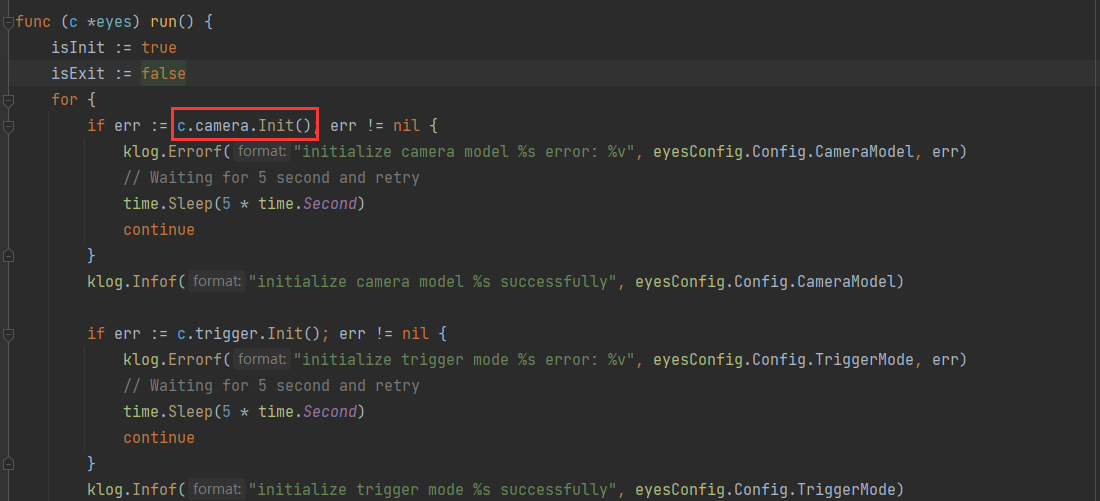 func (c *eyes) run() {
isInit := true
isExit := false
for {
if err := c.camera.Init(); err != nil {
klog.Errorf( format: "initialize camera model %s error: %v", eyesConfig.Config.CameraModel, err)
// Waiting for 5 second and retry
time.Sleep(5 * time.Second)
continue
}
klog.Infof( format: "initialize camera model %s successfully", eyesConfig.Config.CameraModel)
if err := c.trigger.Init(); err != nil {
klog.Errorf( format: "initialize trigger mode %s error: %v", eyesConfig.Config.TriggerMode, err)
// Waiting for 5 second and retry
time.Sleep(5 * time.Second)
continue
}
klog.Infof( format: "initialize trigger mode %s successfully", eyesConfig.Config.TriggerMode)